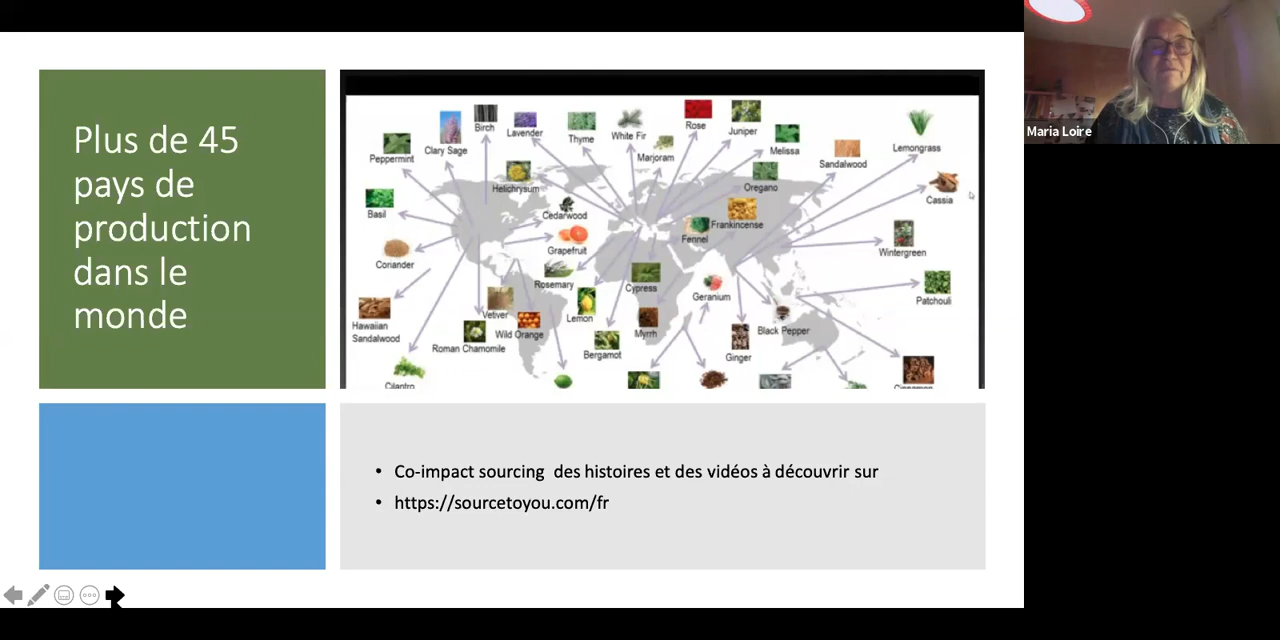 Plus de 45
pays de
production
dans le
monde
Birch
Lavender
Clary Sage
Peppermint
Thyme
White Fir
Rose
Juniper
Marjoram
Melissa
Sandalwood
Lemongrass
Helichrysum
Oregano
Cassia
Basil
Cedarwood
Frankincense
Fennel
Grapefruit
Wintergreen
Coriander
Rosemary
Cypress
Geranium
Patchouli
Vetiver
Lemon
Hawaiian
Sandalwood
Wild Orange
Myrrh
Black Pepper
Roman Chamomile
Bergamot
Ginger
Cilantro
Cinnamon
• Co-impact sourcing des histoires et des vidéos à découvrir sur
• https://sourcetoyou.com/fr
Maria Loire